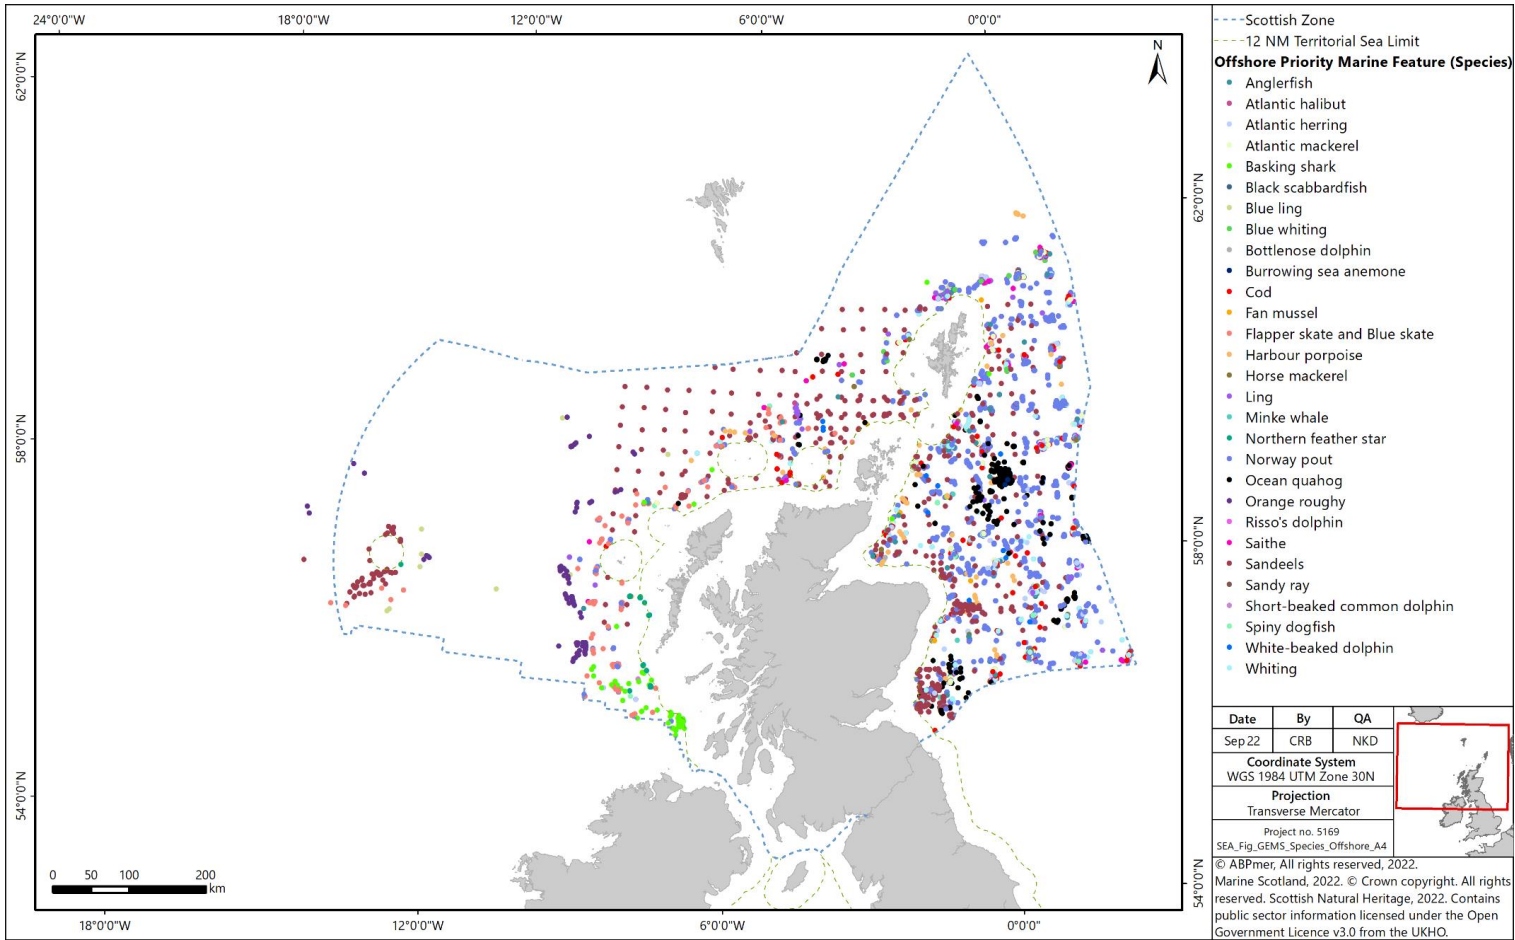 24°0'0"W 18°0'0"W 12°0'0"W 6°0'0"W 0°0'0"
62°0'0"N
58°0'0"N
54°0'0"N
N
62°0'0"N
58°0'0"N
54°0'0"N
0 50 100 200
km
18°0'0"W 12°0'0"W 6°0'0"W 0°0'0"
Scottish Zone
12 NM Territorial Sea Limit
Offshore Priority Marine Feature (Species)
Anglerfish
Atlantic halibut
Atlantic herring
Atlantic mackerel
Basking shark
Black scabbardfish
Blue ling
Blue whiting
Bottlenose dolphin
Burrowing sea anemone
Cod
Fan mussel
Flapper skate and Blue skate
Harbour porpoise
Horse mackerel
Ling
Minke whale
Northern feather star
Norway pout
Ocean quahog
Orange roughy
Risso's dolphin
Saithe
Sandeels
Sandy ray
Short-beaked common dolphin
Spiny dogfish
White-beaked dolphin
Whiting
Date By QA
Sep 22 CRB NKD
Coordinate System
WGS 1984 UTM Zone 30N
Projection
Transverse Mercator
Project no. 5169
SEA_Fig_GEMS_Species_Offshore_A4
© ABPmer, All rights reserved, 2022.
Marine Scotland, 2022. © Crown copyright. All rights
reserved. Scottish Natural Heritage, 2022. Contains
public sector information licensed under the Open
Government Licence v3.0 from the UKHO.